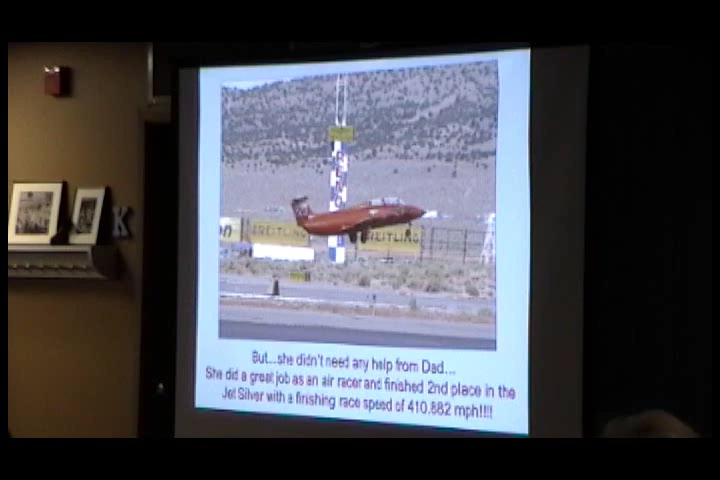 BREITLING
BREITLING
K
But...she didn't need any help from Dad...
She did a great job as an air racer and finished 2nd place in the
Jet Silver with a finishing race speed of 410.882 mph!!!!